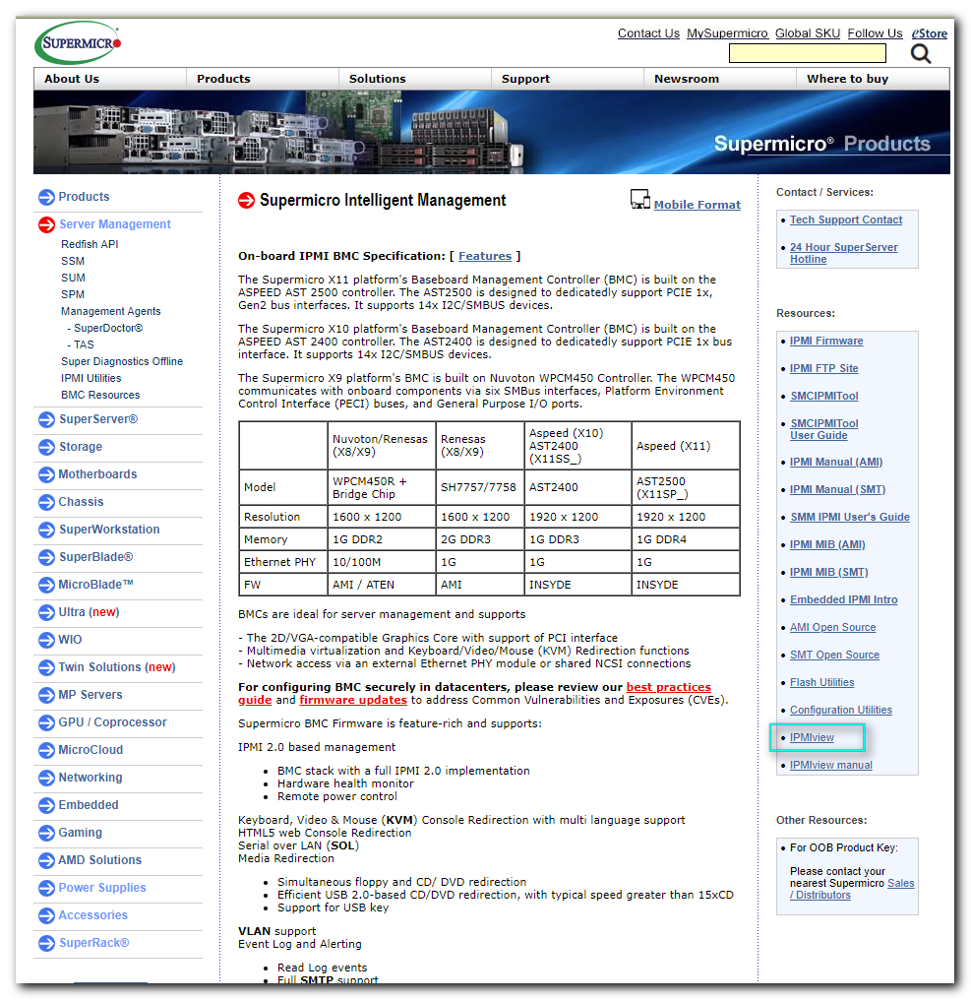 SUPERMICRO
Contact Us MySupermicro Global SKU Follow Us eStore
About Us Products Solutions Support Newsroom Where to buy
Supermicro® Products
Products
Server Management
Redfish API
SSM
SUM
SPM
Management Agents
- SuperDoctor®
- TAS
Super Diagnostics Offline
IPMI Utilities
BMC Resources
SuperServer®
Storage
Motherboards
Chassis
SuperWorkstation
SuperBlade®
MicroBlade™
Ultra (new)
WIO
Twin Solutions (new)
MP Servers
GPU / Coprocessor
MicroCloud
Networking
Embedded
Gaming
AMD Solutions
Power Supplies
Accessories
SuperRack®
Supermicro Intelligent Management
Mobile Format
On-board IPMI BMC Specification: [ Features ]
The Supermicro X11 platform's Baseboard Management Controller (BMC) is built on the
ASPEED AST 2500 controller. The AST2500 is designed to dedicatedly support PCIE 1x,
Gen2 bus interfaces. It supports 14x I2C/SMBUS devices.
The Supermicro X10 platform's Baseboard Management Controller (BMC) is built on the
ASPEED AST 2400 controller. The AST2400 is designed to dedicatedly support PCIE 1x bus
interface. It supports 14x I2C/SMBUS devices.
The Supermicro X9 platform's BMC is built on Nuvoton WPCM450 Controller. The WPCM450
communicates with onboard components via six SMBus interfaces, Platform Environment
Control Interface (PECI) buses, and General Purpose I/O ports.
Nuvoton/Renesas
(X8/X9)
Renesas
(X8/X9)
Aspeed (X10)
AST2400
(X11SS_)
Aspeed (X11)
Model
WPCM450R +
Bridge Chip
SH7757/7758
AST2400
AST2500
(X11SP_)
Resolution 1600 x 1200 1600 x 1200 1920 x 1200 1920 x 1200
Memory 1G DDR2 2G DDR3 1G DDR3 1G DDR4
Ethernet PHY 10/100M 1G 1G 1G
FW AMI / ATEN AMI INSYDE INSYDE
BMCs are ideal for server management and supports
- The 2D/VGA-compatible Graphics Core with support of PCI interface
- Multimedia virtualization and Keyboard/Video/Mouse (KVM) Redirection functions
- Network access via an external Ethernet PHY module or shared NCSI connections
For configuring BMC securely in datacenters, please review our best practices
guide and firmware updates to address Common Vulnerabilities and Exposures (CVEs).
Supermicro BMC Firmware is feature-rich and supports:
IPMI 2.0 based management
• BMC stack with a full IPMI 2.0 implementation
• Hardware health monitor
• Remote power control
Keyboard, Video & Mouse (KVM) Console Redirection with multi language support
HTML5 web Console Redirection
Serial over LAN (SOL)
Media Redirection
• Simultaneous floppy and CD/ DVD redirection
• Efficient USB 2.0-based CD/DVD redirection, with typical speed greater than 15xCD
• Support for USB key
VLAN support
Event Log and Alerting
• Read Log events
• Full SMTP support
Contact / Services:
• Tech Support Contact
• 24 Hour SuperServer
Hotline
Resources:
• IPMI Firmware
• IPMI FTP Site
• SMCIPMITool
• SMCIPMITool
User Guide
• IPMI Manual (AMI)
• IPMI Manual (SMT)
• SMM IPMI User's Guide
• IPMI MIB (AMI)
• IPMI MIB (SMT)
• Embedded IPMI Intro
• AMI Open Source
• SMT Open Source
• Flash Utilities
• Configuration Utilities
• IPMIview
• IPMIview manual
Other Resources:
• For OOB Product Key:
Please contact your
nearest Supermicro Sales
/ Distributors